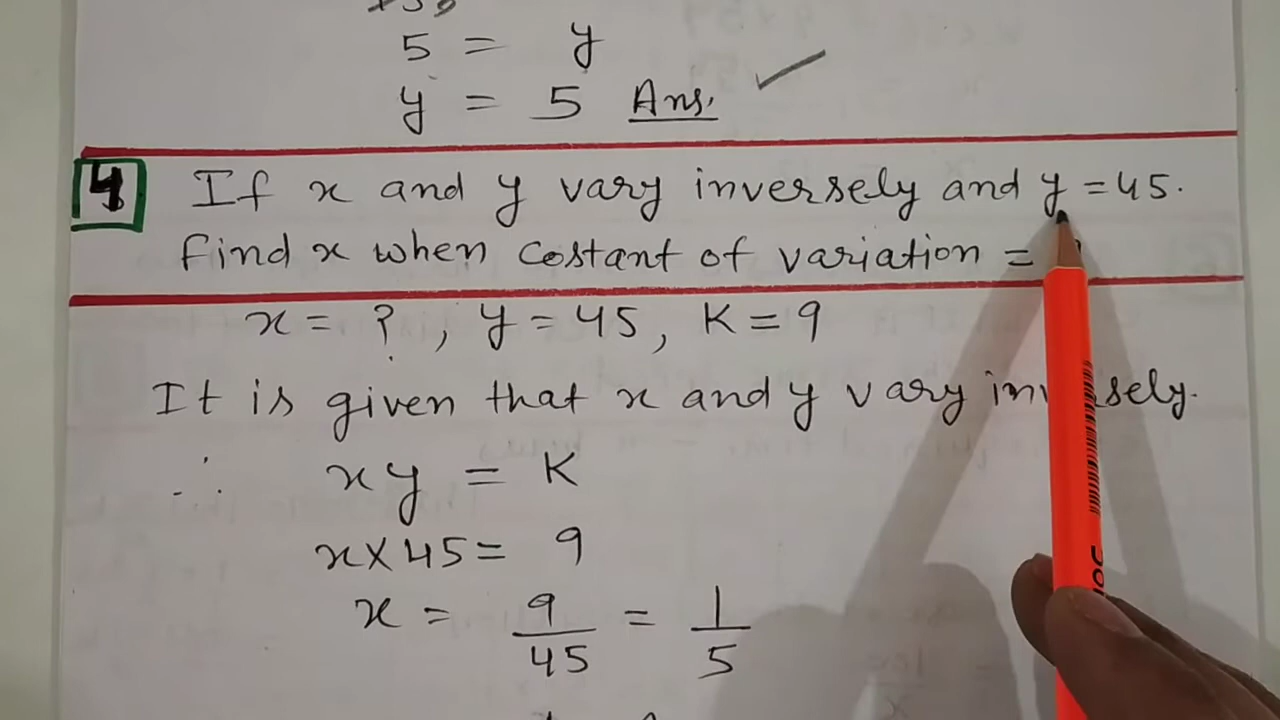 5 = y
y = 5 Ans.
4 If x and y vary inversely and y = 45.
Find x when costant of variation =
x = ?, y = 45, K = 9
It is given that x and y vary inversely.
∴ xy = K
x × 45 = 9
x = 9/45 = 1/5